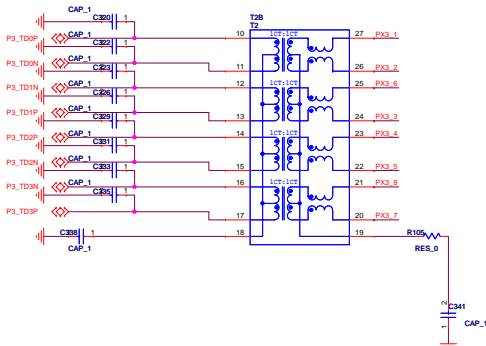 CAP_1
C320 1
T2B
T2
P3_TD0P CAP_1 10 1CT:1CT 27 PX3_1
C322 1
P3_TD0N CAP_1 11 26 PX3_2
C323 1
P3_TD1N CAP_1 12 1CT:1CT 25 PX3_6
C326 1
P3_TD1P CAP_1 13 24 PX3_3
C329 1
P3_TD2P CAP_1 14 1CT:1CT 23 PX3_4
C331 1
P3_TD2N CAP_1 15 22 PX3_5
C333 1
P3_TD3N CAP_1 16 1CT:1CT 21 PX3_8
C335 1
P3_TD3P 17 20 PX3_7
C338 1 18 19 R105
CAP_1 RES_0
2
C341
CAP_1
1